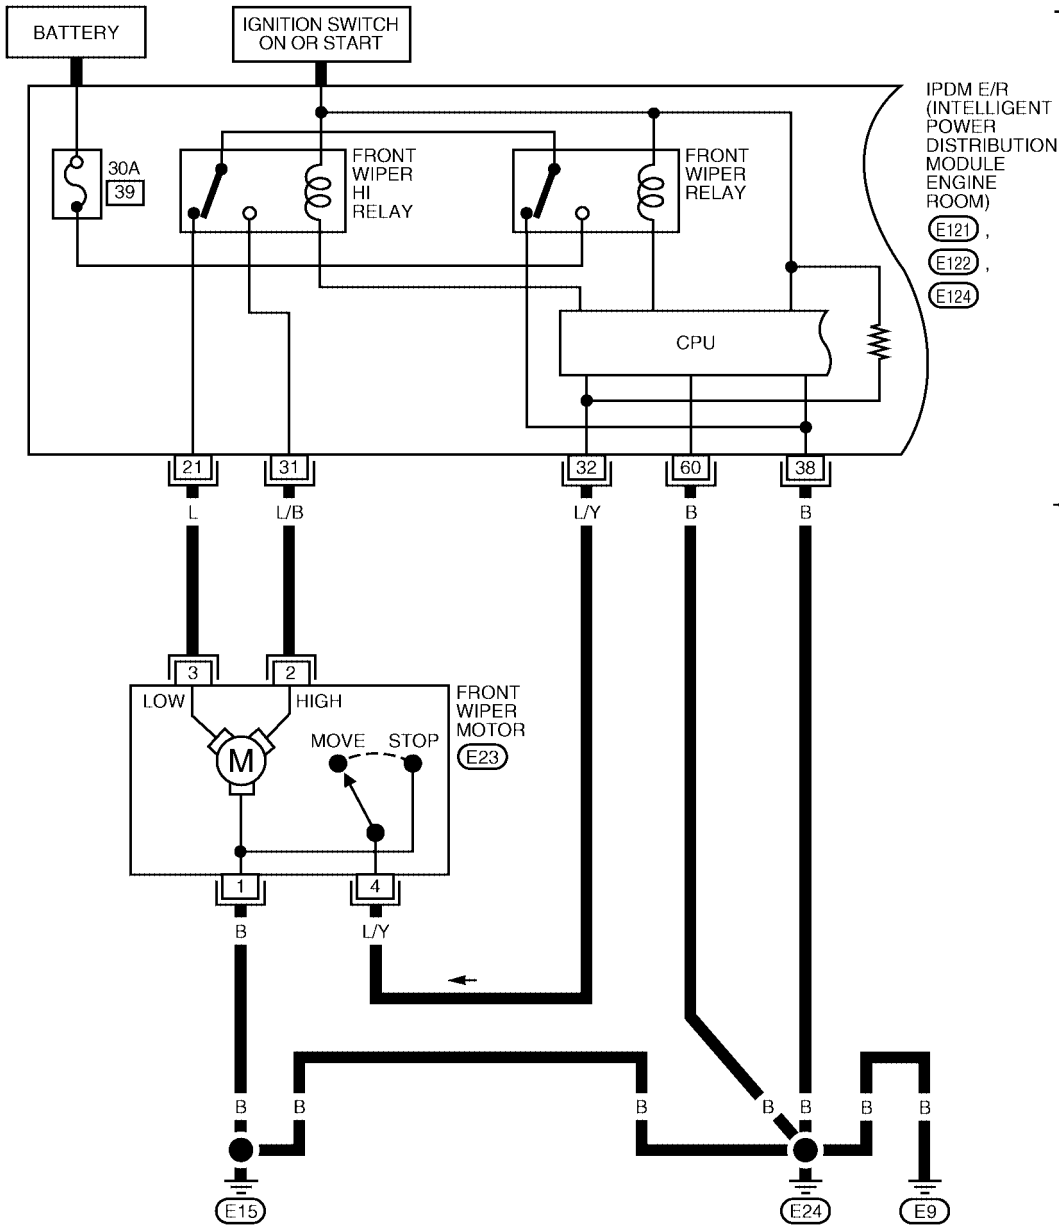 BATTERY
IGNITION SWITCH
ON OR START
IPDM E/R
(INTELLIGENT
POWER
DISTRIBUTION
MODULE
ENGINE
ROOM)
E121 ,
E122 ,
E124
30A
39
FRONT
WIPER
HI
RELAY
FRONT
WIPER
RELAY
CPU
21
31
32
60
38
L
L/B
L/Y
B
B
3
2
LOW
HIGH
FRONT
WIPER
MOTOR
E23
MOVE
STOP
M
1
4
B
L/Y
B
B
B
B
B
B
B
E15
E24
E9